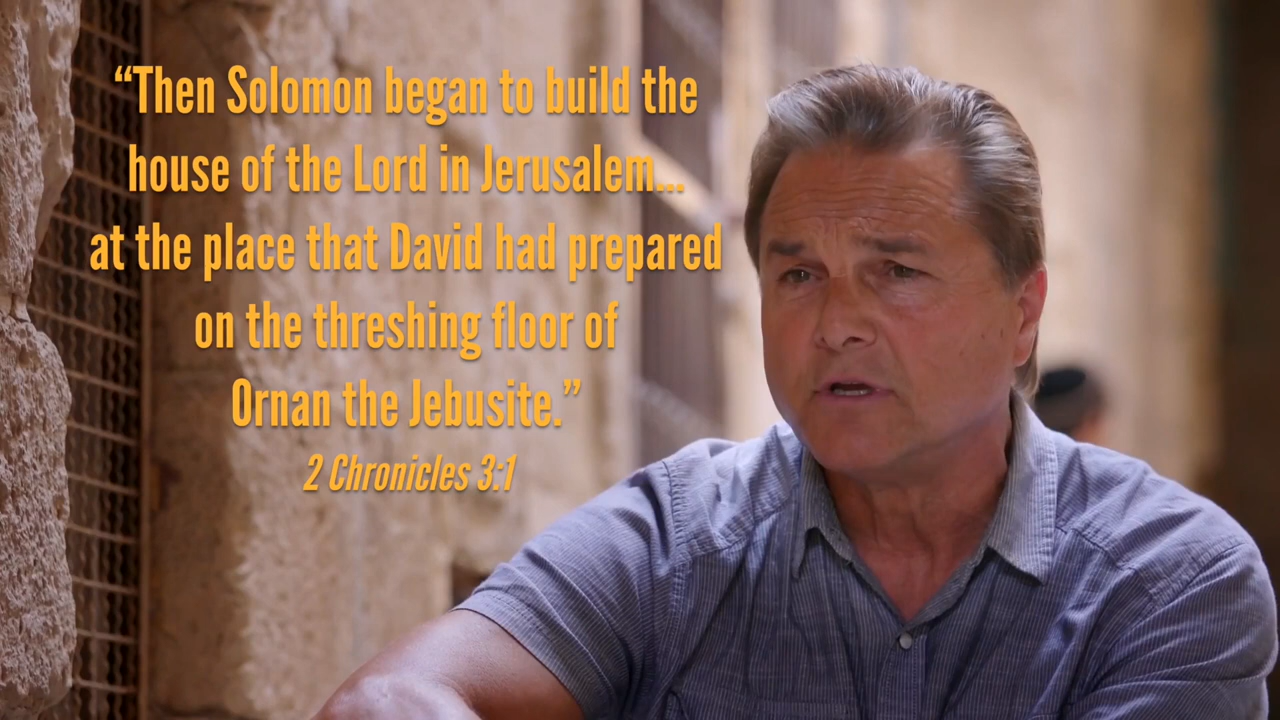 “Then Solomon began to build the
house of the Lord in Jerusalem...
at the place that David had prepared
on the threshing floor of
Ornan the Jebusite.”
2 Chronicles 3:1